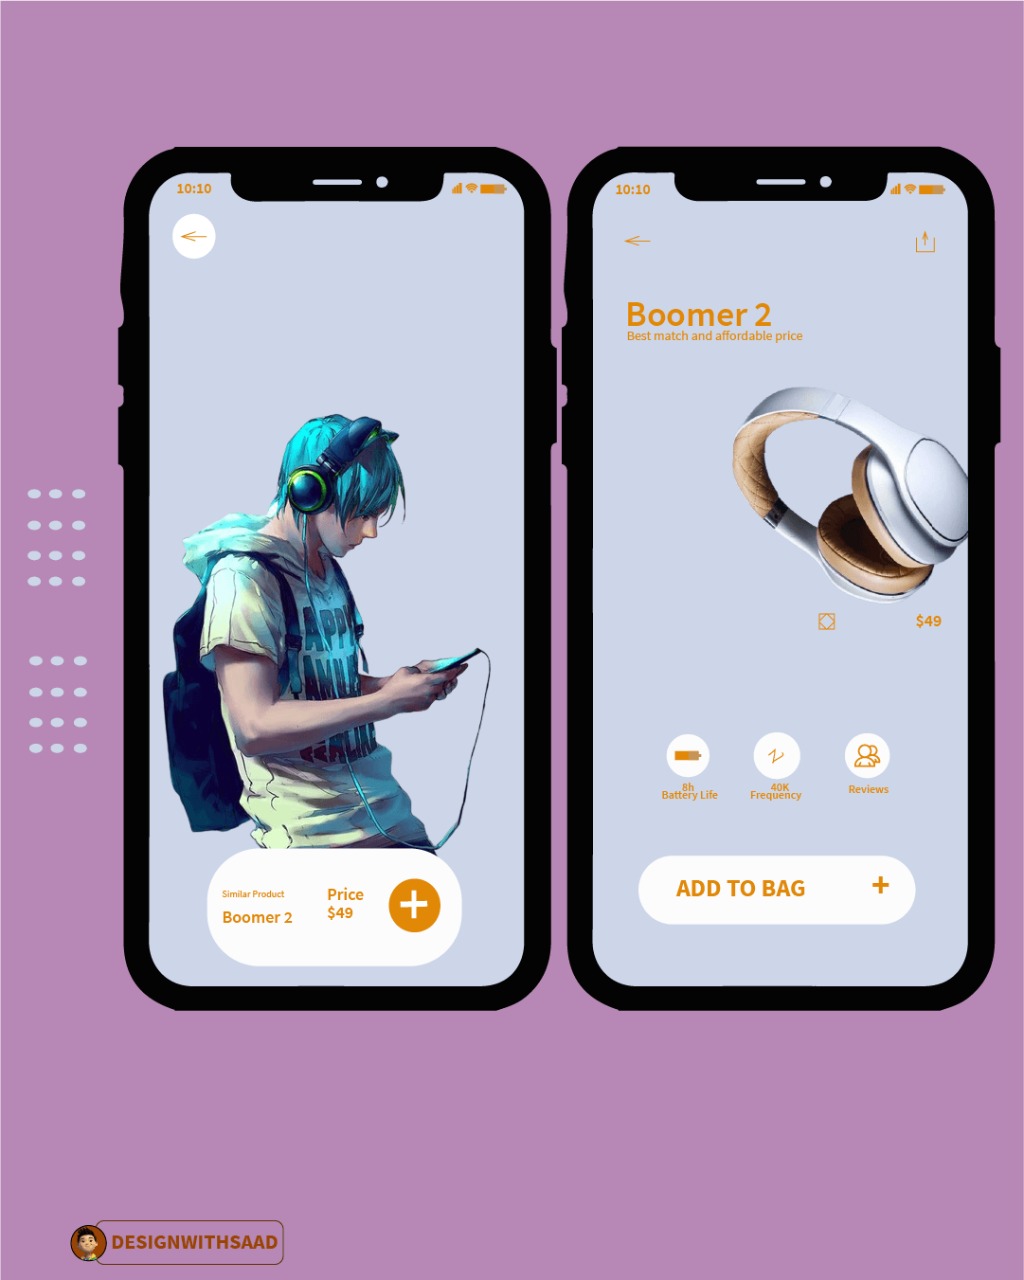 10:10
APPY
Similar Product
Boomer 2
Price
$49
10:10
Boomer 2
Best match and affordable price
$49
8h
Battery Life
40K
Frequency
Reviews
ADD TO BAG +
DESIGNWITHSAAD